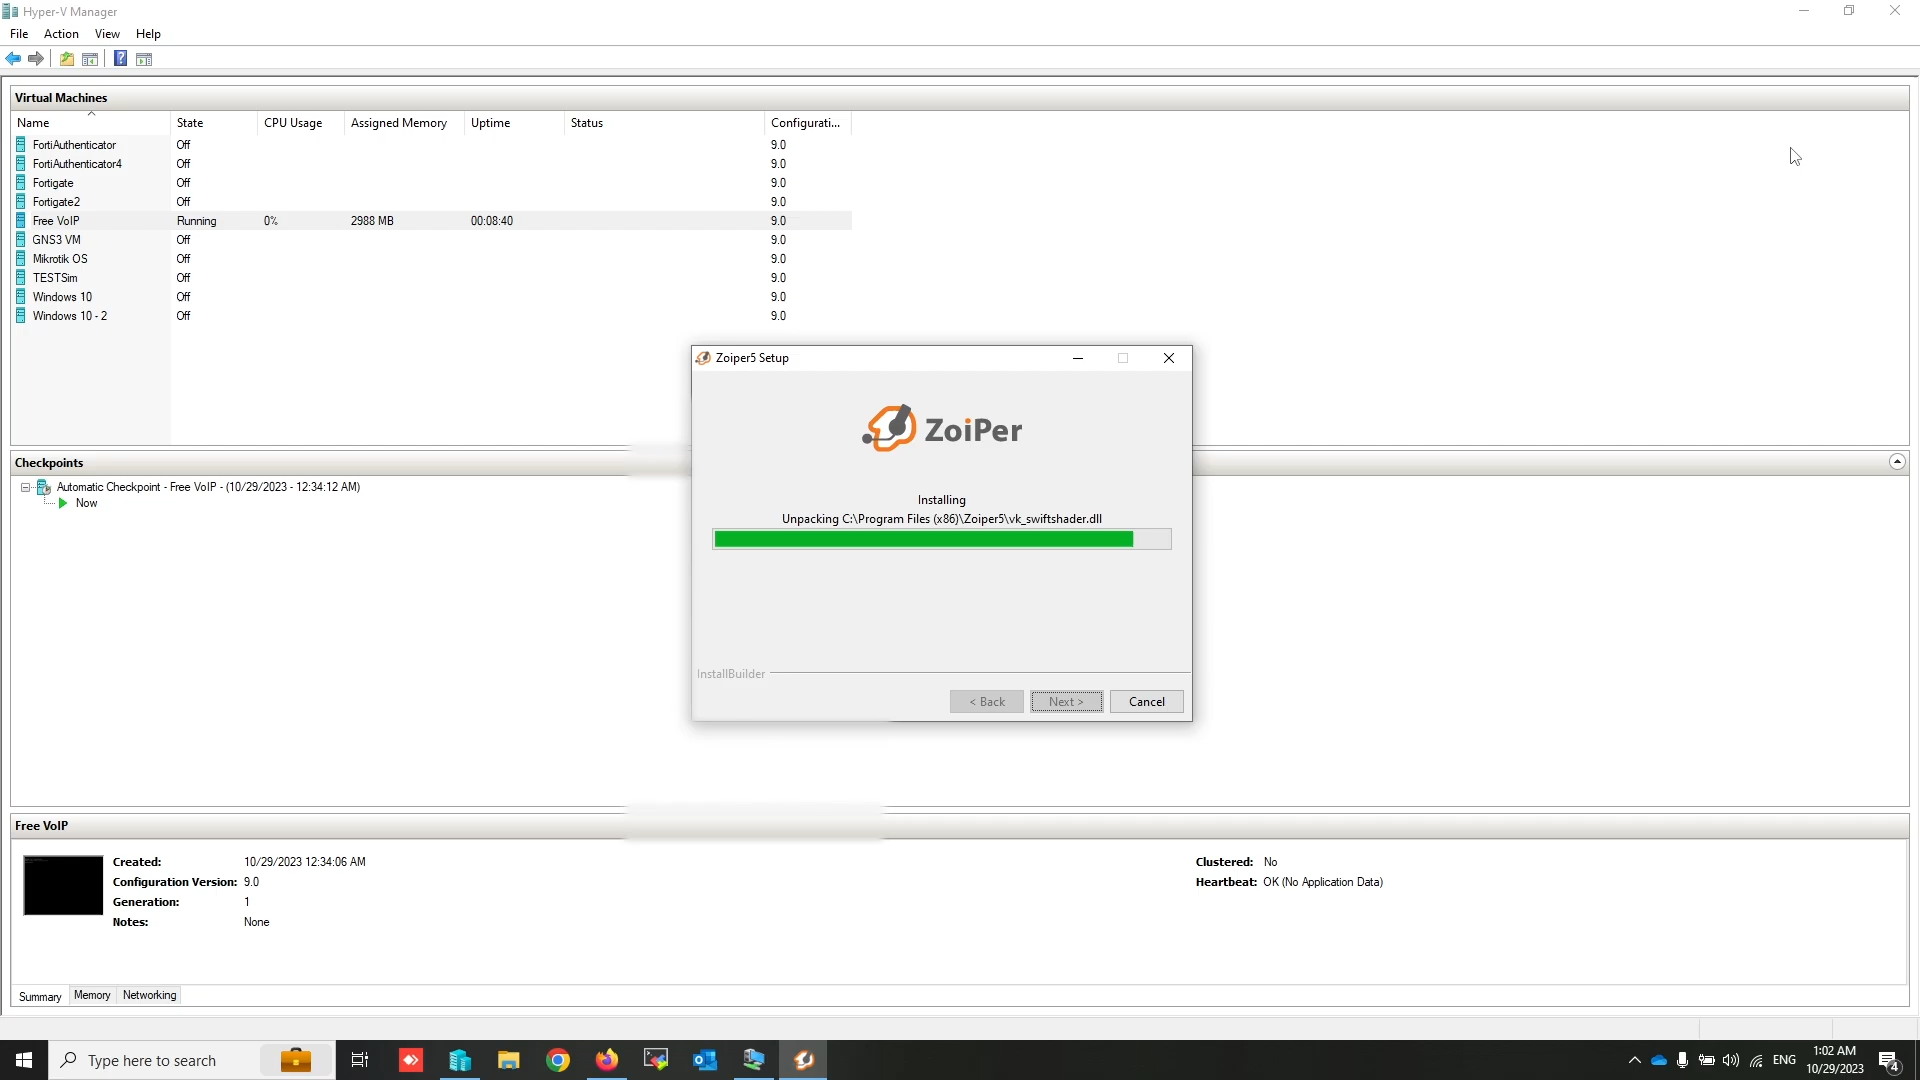 Hyper-V Manager
File Action View Help
Virtual Machines
Name State CPU Usage Assigned Memory Uptime Status Configurati...
FortiAuthenticator Off 9.0
FortiAuthenticator4 Off 9.0
Fortigate Off 9.0
Fortigate2 Off 9.0
Free VoIP Running 0% 2988 MB 00:08:40 9.0
GNS3 VM Off 9.0
Mikrotik OS Off 9.0
TESTSim Off 9.0
Windows 10 Off 9.0
Windows 10 - 2 Off 9.0
Zoiper5 Setup
ZoiPer
Installing
Unpacking C:\Program Files (x86)\Zoiper5\vk_swiftshader.dll
InstallBuilder
< Back Next > Cancel
Checkpoints
Automatic Checkpoint - Free VoIP - (10/29/2023 - 12:34:12 AM)
Now
Free VoIP
Created: 10/29/2023 12:34:06 AM Clustered: No
Configuration Version: 9.0 Heartbeat: OK (No Application Data)
Generation: 1
Notes: None
Summary Memory Networking
Type here to search
ENG
1:02 AM
10/29/2023
4